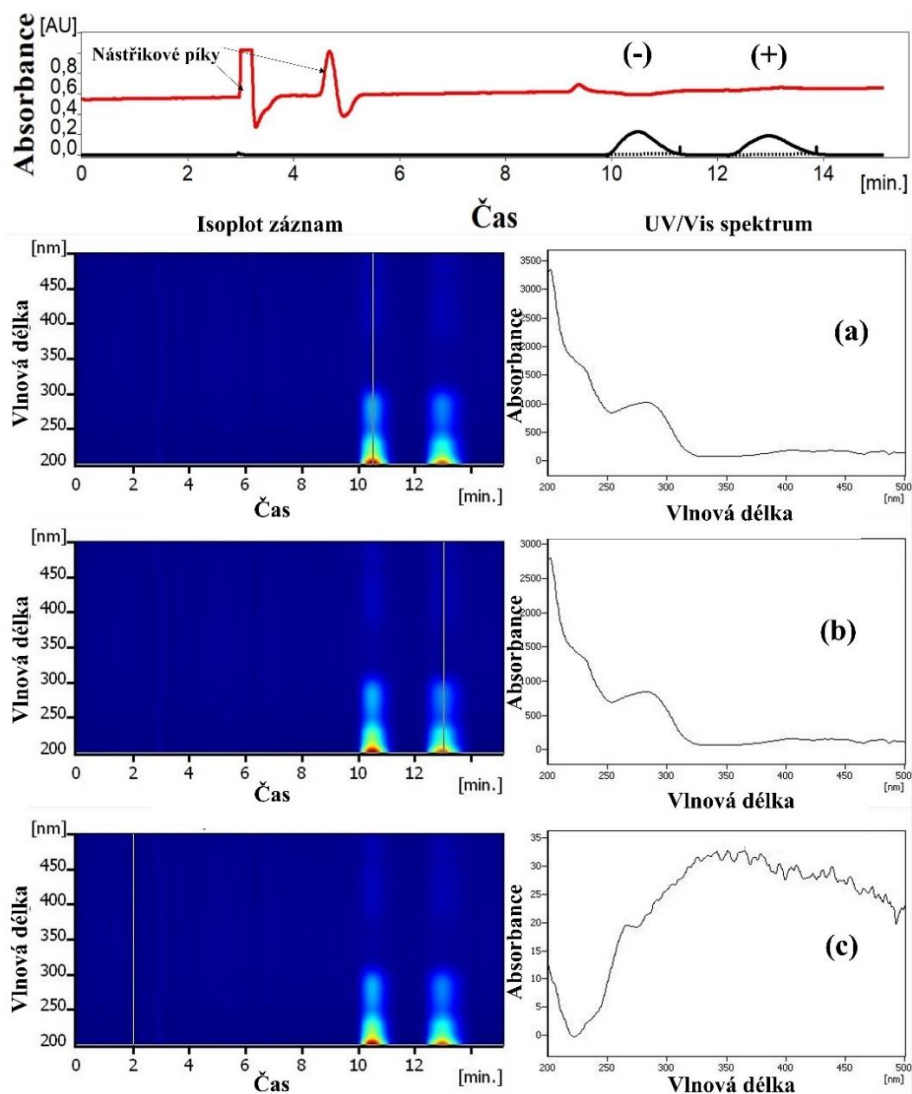 [AU]
Absorbance
0,8
0,6
0,4
0,2
0,0
Nástřikové píky
(-)
(+)
0 2 4 6 8 10 12 14
[min.]
Čas
Isoplot záznam
UV/Vis spektrum
[nm]
Vlnová délka
450
400
350
300
250
200
0 2 4 6 8 10 12
[min.]
Čas
Absorbance
3500
3000
2500
2000
1500
1000
500
0
(a)
200 250 300 350 400 450 500
[nm]
Vlnová délka
[nm]
Vlnová délka
450
400
350
300
250
200
0 2 4 6 8 10 12
[min.]
Čas
Absorbance
3000
2500
2000
1500
1000
500
0
(b)
200 250 300 350 400 450 500
[nm]
Vlnová délka
[nm]
Vlnová délka
450
400
350
300
250
200
0 2 4 6 8 10 12
[min.]
Čas
Absorbance
35
30
25
20
15
10
5
0
(c)
200 250 300 350 400 450 500
[nm]
Vlnová délka